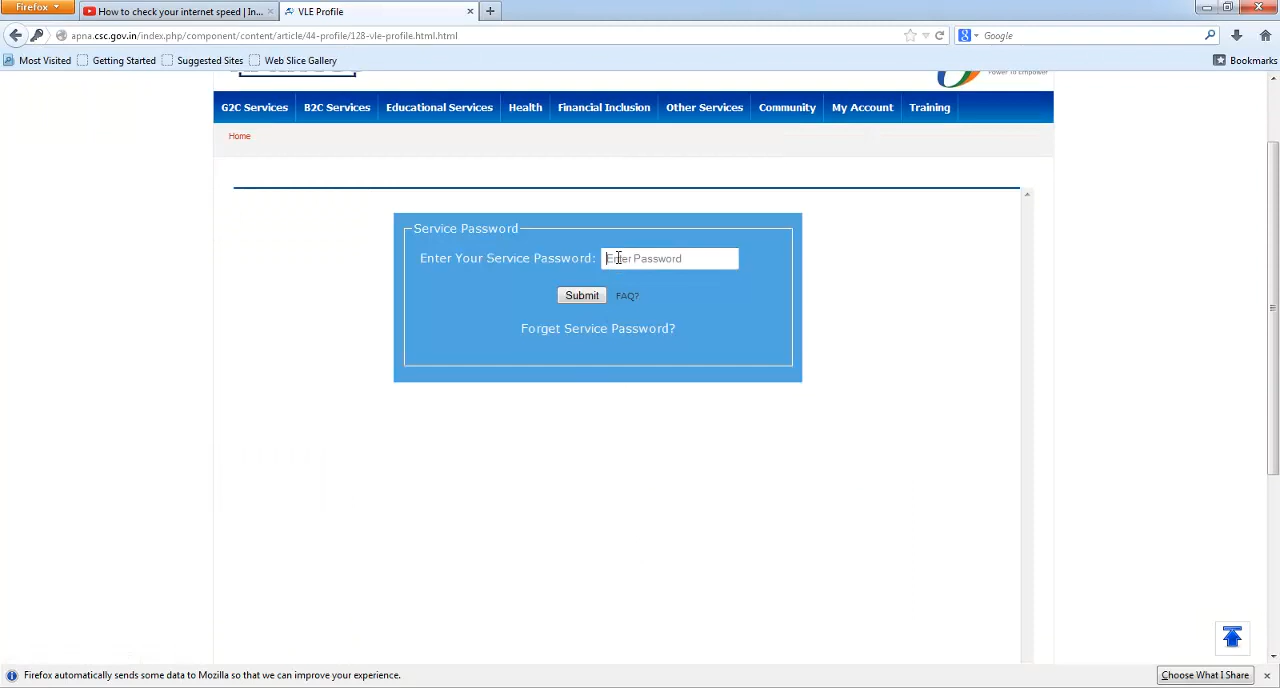 Firefox
How to check your internet speed | In...
VLE Profile
apna.csc.gov.in/index.php/component/content/article/44-profile/128-vle-profile.html.html
Google
Most Visited Getting Started Suggested Sites Web Slice Gallery Bookmarks
Power To Empower
G2C Services B2C Services Educational Services Health Financial Inclusion Other Services Community My Account Training
Home
Service Password
Enter Your Service Password: Enter Password
Submit FAQ?
Forget Service Password?
Firefox automatically sends some data to Mozilla so that we can improve your experience. Choose What I Share